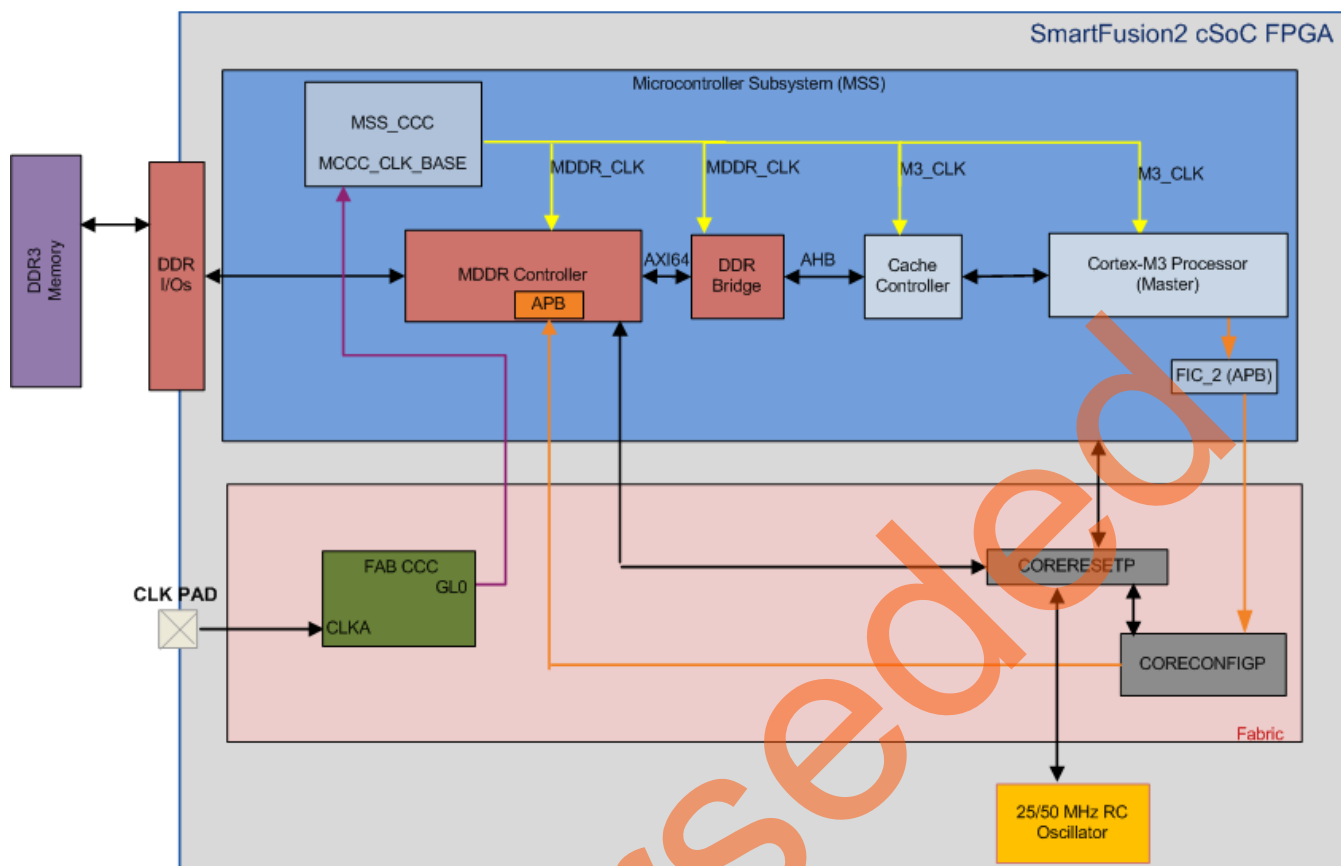 SmartFusion2 cSoC FPGA
Microcontroller Subsystem (MSS)
MSS_CCC
MCCC_CLK_BASE
MDDR_CLK
MDDR_CLK
M3_CLK
M3_CLK
DDR3
Memory
DDR
I/Os
MDDR Controller
APB
AXI64
DDR
Bridge
AHB
Cache
Controller
Cortex-M3 Processor
(Master)
FIC_2 (APB)
FAB CCC
GL0
CLKA
CLK PAD
CORERESETP
CORECONFIGP
Fabric
25/50 MHz RC
Oscillator
rseded